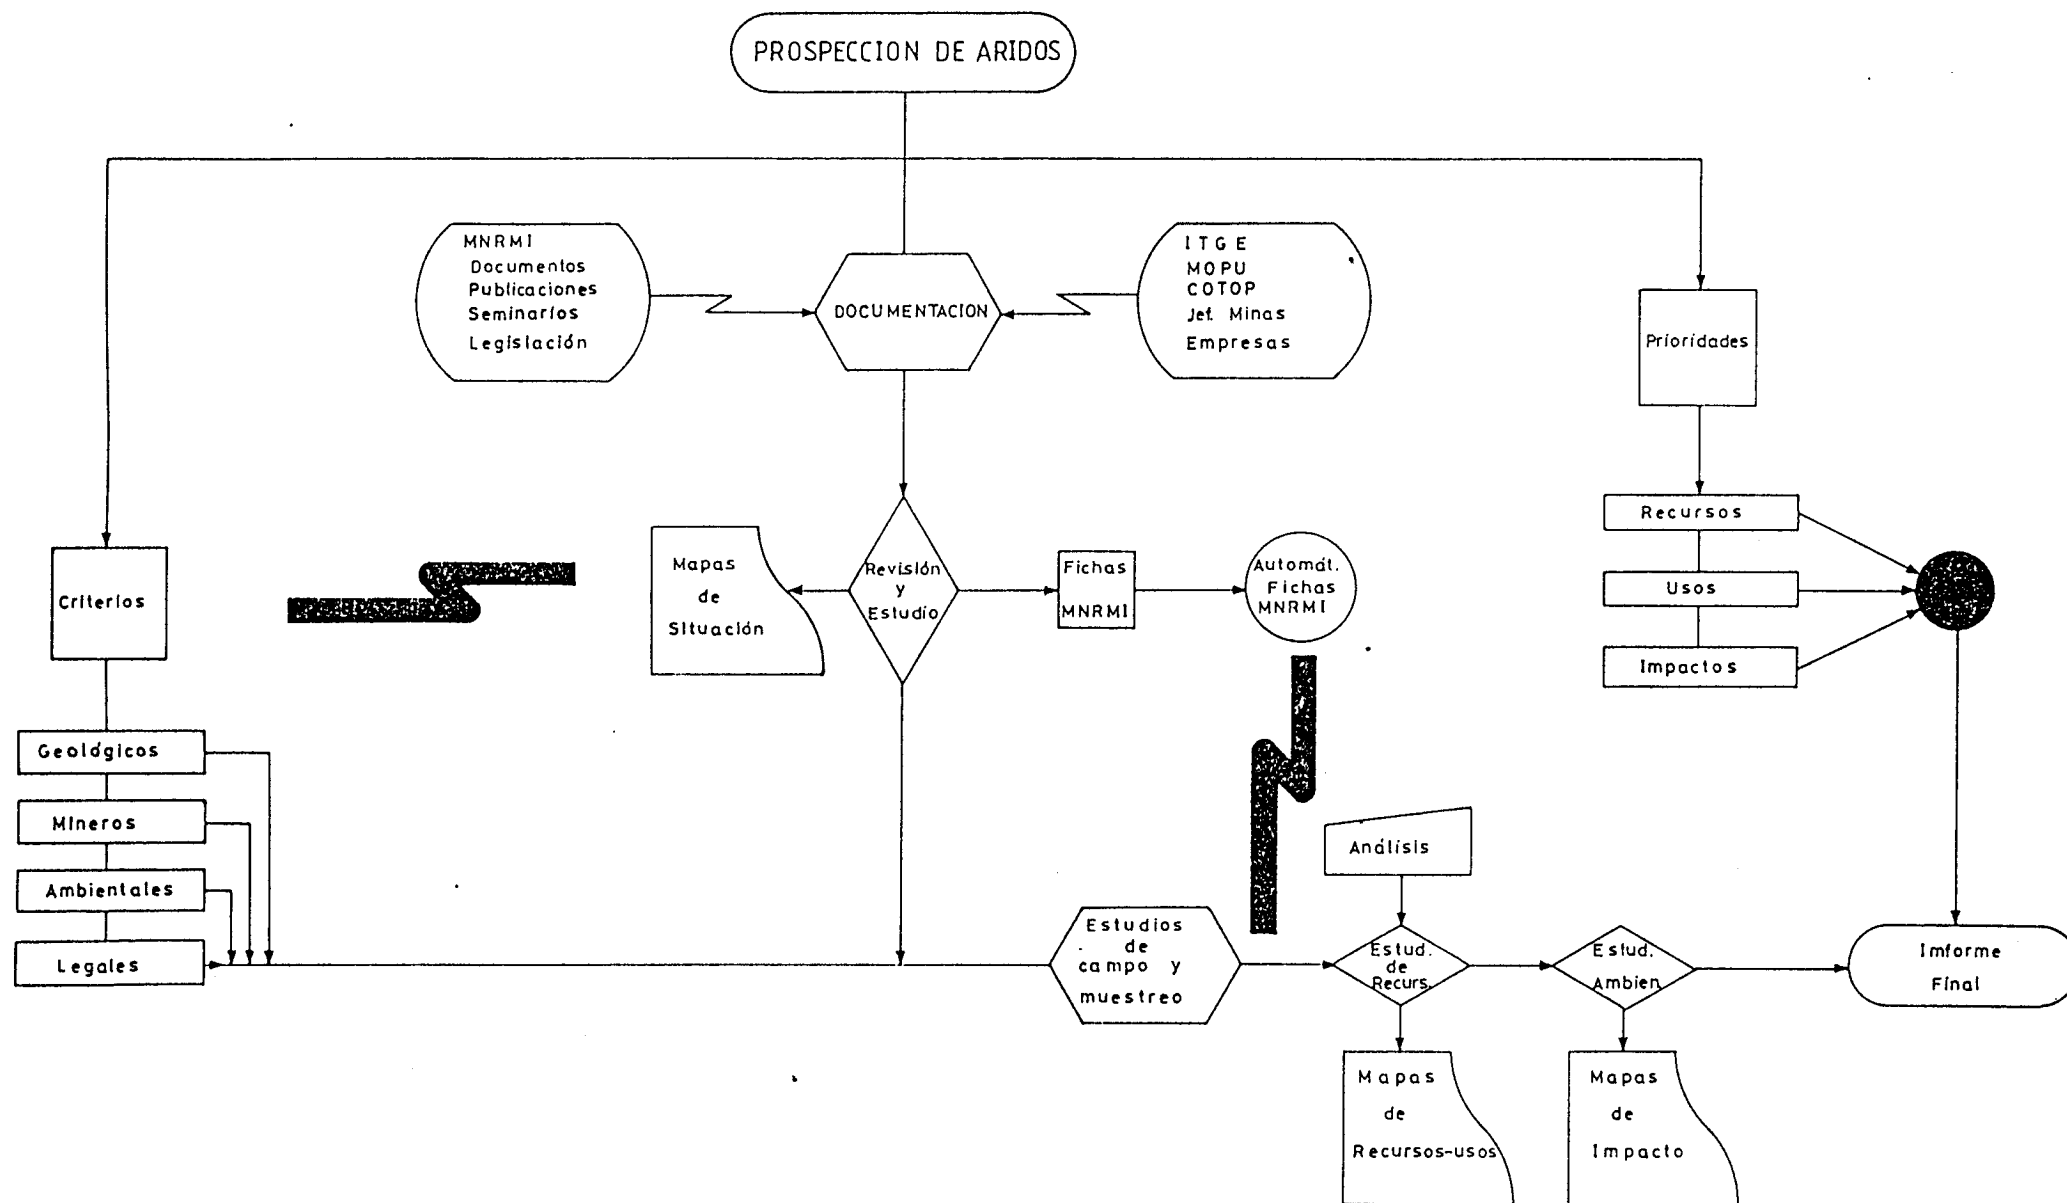 PROSPECCION DE ARIDOS
MNRMI
Documentos
Publicaciones
Seminarios
Legislación
DOCUMENTACION
ITGE
MOPU
COTOP
Jef. Minas
Empresas
Prioridades
Recursos
Usos
Impactos
Criterios
Mapas
de
Situación
Revisión
y
Estudio
Fichas
MNRMI
Automát.
Fichas
MNRMI
Geológicos
Mineros
Ambientales
Legales
Estudios
de
campo y
muestreo
Análisis
Estud.
de
Recurs.
Estud.
Ambien.
Imforme
Final
Mapas
de
Recursos-usos
Mapas
de
Impacto